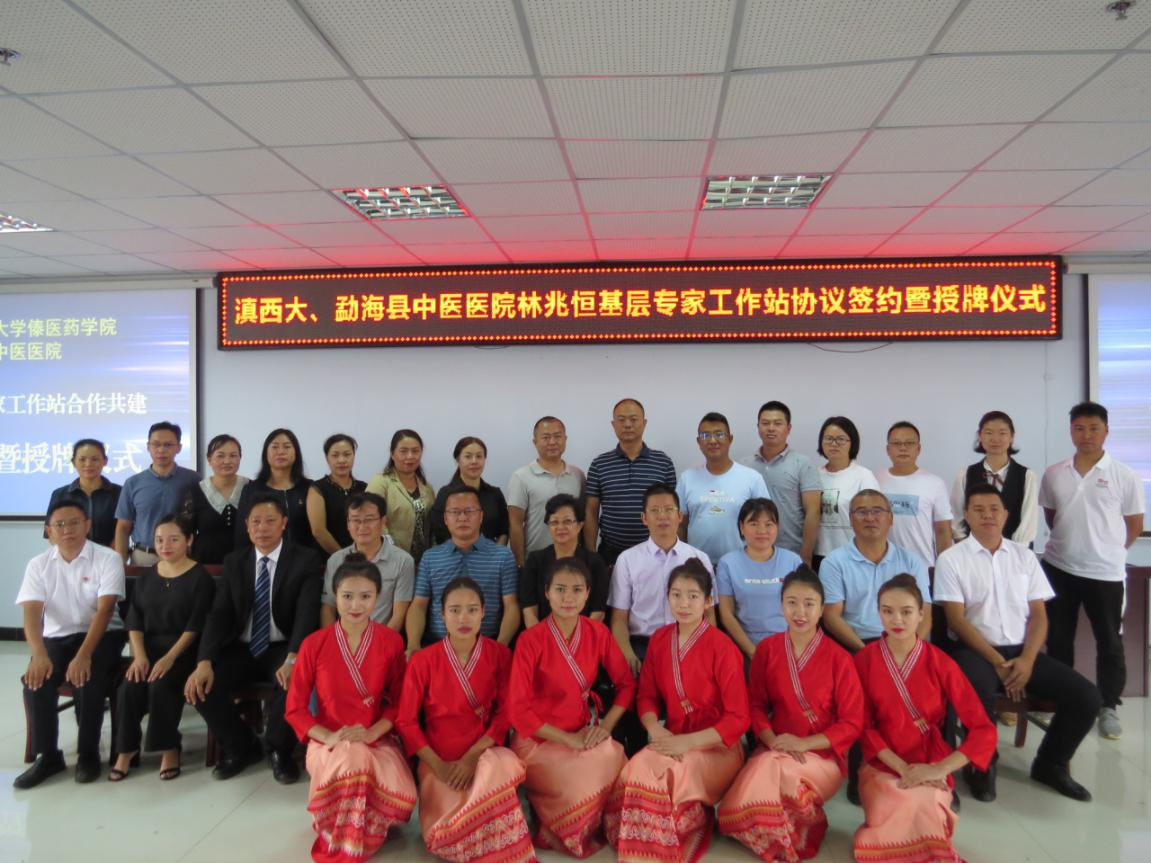 滇西大、勐海县中医医院林兆恒基层专家工作站协议签约暨授牌仪式
大学傣医药学院
中医医院
家工作站合作共建
暨授牌仪式